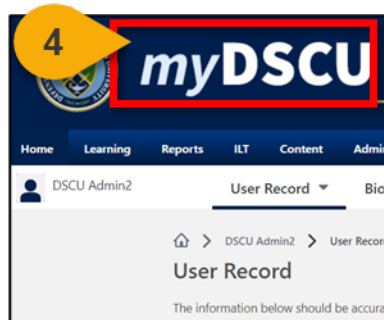 4
myDSCU
Home Learning Reports ILT Content
DSCU Admin2 User Record
DSCU Admin2 > User
User Record
The information below should be